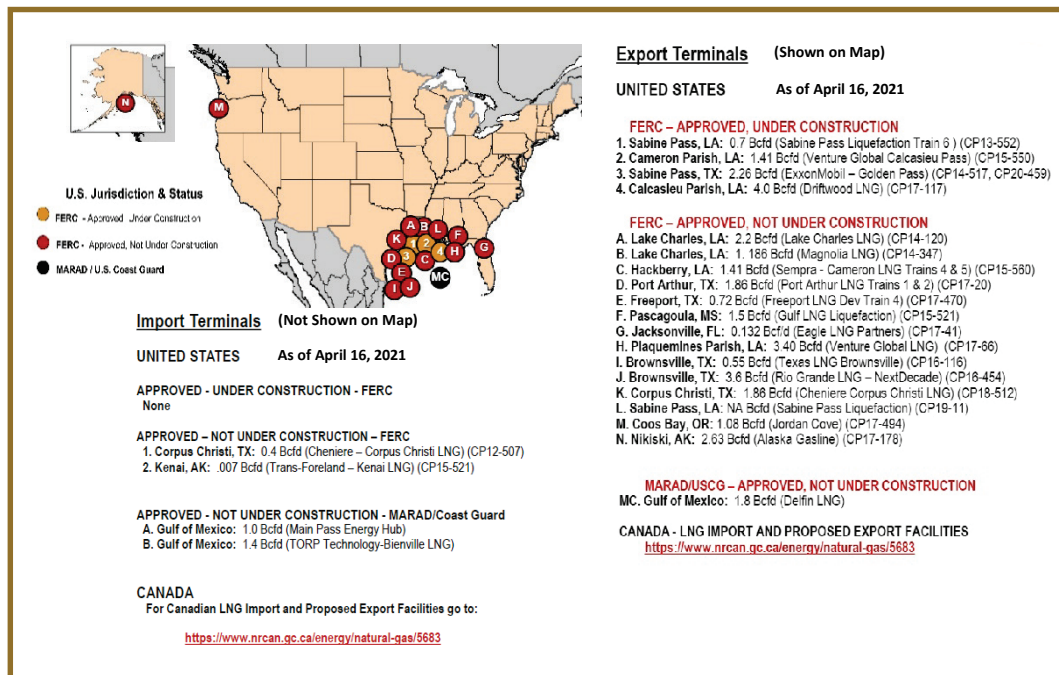 N
M
A
B
L
K
1
2
F
4
H
G
D
3
C
E
MC
I
J
U.S. Jurisdiction & Status
FERC - Approved Under Construction
FERC - Approved, Not Under Construction
MARAD / U.S. Coast Guard
Import Terminals (Not Shown on Map)
UNITED STATES As of April 16, 2021
APPROVED - UNDER CONSTRUCTION - FERC
None
APPROVED – NOT UNDER CONSTRUCTION – FERC
1. Corpus Christi, TX: 0.4 Bcfd (Cheniere – Corpus Christi LNG) (CP12-507)
2. Kenai, AK: .007 Bcfd (Trans-Foreland – Kenai LNG) (CP15-521)
APPROVED - NOT UNDER CONSTRUCTION - MARAD/Coast Guard
A. Gulf of Mexico: 1.0 Bcfd (Main Pass Energy Hub)
B. Gulf of Mexico: 1.4 Bcfd (TORP Technology-Bienville LNG)
CANADA
For Canadian LNG Import and Proposed Export Facilities go to:
https://www.nrcan.gc.ca/energy/natural-gas/5683
Export Terminals (Shown on Map)
UNITED STATES As of April 16, 2021
FERC – APPROVED, UNDER CONSTRUCTION
1. Sabine Pass, LA: 0.7 Bcfd (Sabine Pass Liquefaction Train 6 ) (CP13-552)
2. Cameron Parish, LA: 1.41 Bcfd (Venture Global Calcasieu Pass) (CP15-550)
3. Sabine Pass, TX: 2.26 Bcfd (ExxonMobil – Golden Pass) (CP14-517, CP20-459)
4. Calcasieu Parish, LA: 4.0 Bcfd (Driftwood LNG) (CP17-117)
FERC – APPROVED, NOT UNDER CONSTRUCTION
A. Lake Charles, LA: 2.2 Bcfd (Lake Charles LNG) (CP14-120)
B. Lake Charles, LA: 1. 186 Bcfd (Magnolia LNG) (CP14-347)
C. Hackberry, LA: 1.41 Bcfd (Sempra - Cameron LNG Trains 4 & 5) (CP15-560)
D. Port Arthur, TX: 1.86 Bcfd (Port Arthur LNG Trains 1 & 2) (CP17-20)
E. Freeport, TX: 0.72 Bcfd (Freeport LNG Dev Train 4) (CP17-470)
F. Pascagoula, MS: 1.5 Bcfd (Gulf LNG Liquefaction) (CP15-521)
G. Jacksonville, FL: 0.132 Bcf/d (Eagle LNG Partners) (CP17-41)
H. Plaquemines Parish, LA: 3.40 Bcfd (Venture Global LNG) (CP17-66)
I. Brownsville, TX: 0.55 Bcfd (Texas LNG Brownsville) (CP16-116)
J. Brownsville, TX: 3.6 Bcfd (Rio Grande LNG – NextDecade) (CP16-454)
K. Corpus Christi, TX: 1.86 Bcfd (Cheniere Corpus Christi LNG) (CP18-512)
L. Sabine Pass, LA: NA Bcfd (Sabine Pass Liquefaction) (CP19-11)
M. Coos Bay, OR: 1.08 Bcfd (Jordan Cove) (CP17-494)
N. Nikiski, AK: 2.63 Bcfd (Alaska Gasline) (CP17-178)
MARAD/USCG – APPROVED, NOT UNDER CONSTRUCTION
MC. Gulf of Mexico: 1.8 Bcfd (Delfin LNG)
CANADA - LNG IMPORT AND PROPOSED EXPORT FACILITIES
https://www.nrcan.gc.ca/energy/natural-gas/5683